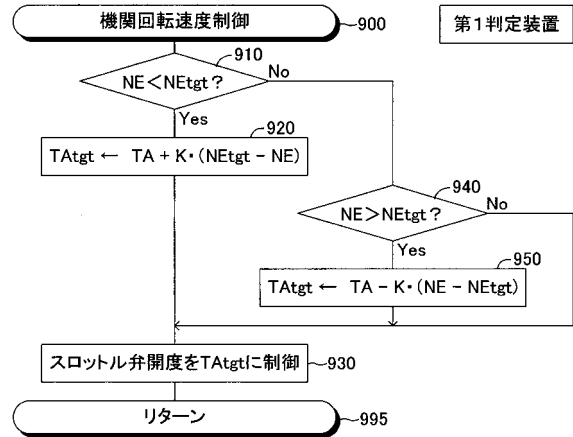 機関回転速度制御
900
第1判定装置
910
NE<NEtgt?
No
Yes
920
TAtgt ← TA + K・(NEtgt - NE)
940
NE>NEtgt?
No
Yes
950
TAtgt ← TA - K・(NE - NEtgt)
スロットル弁開度をTAtgtに制御
930
リターン
995